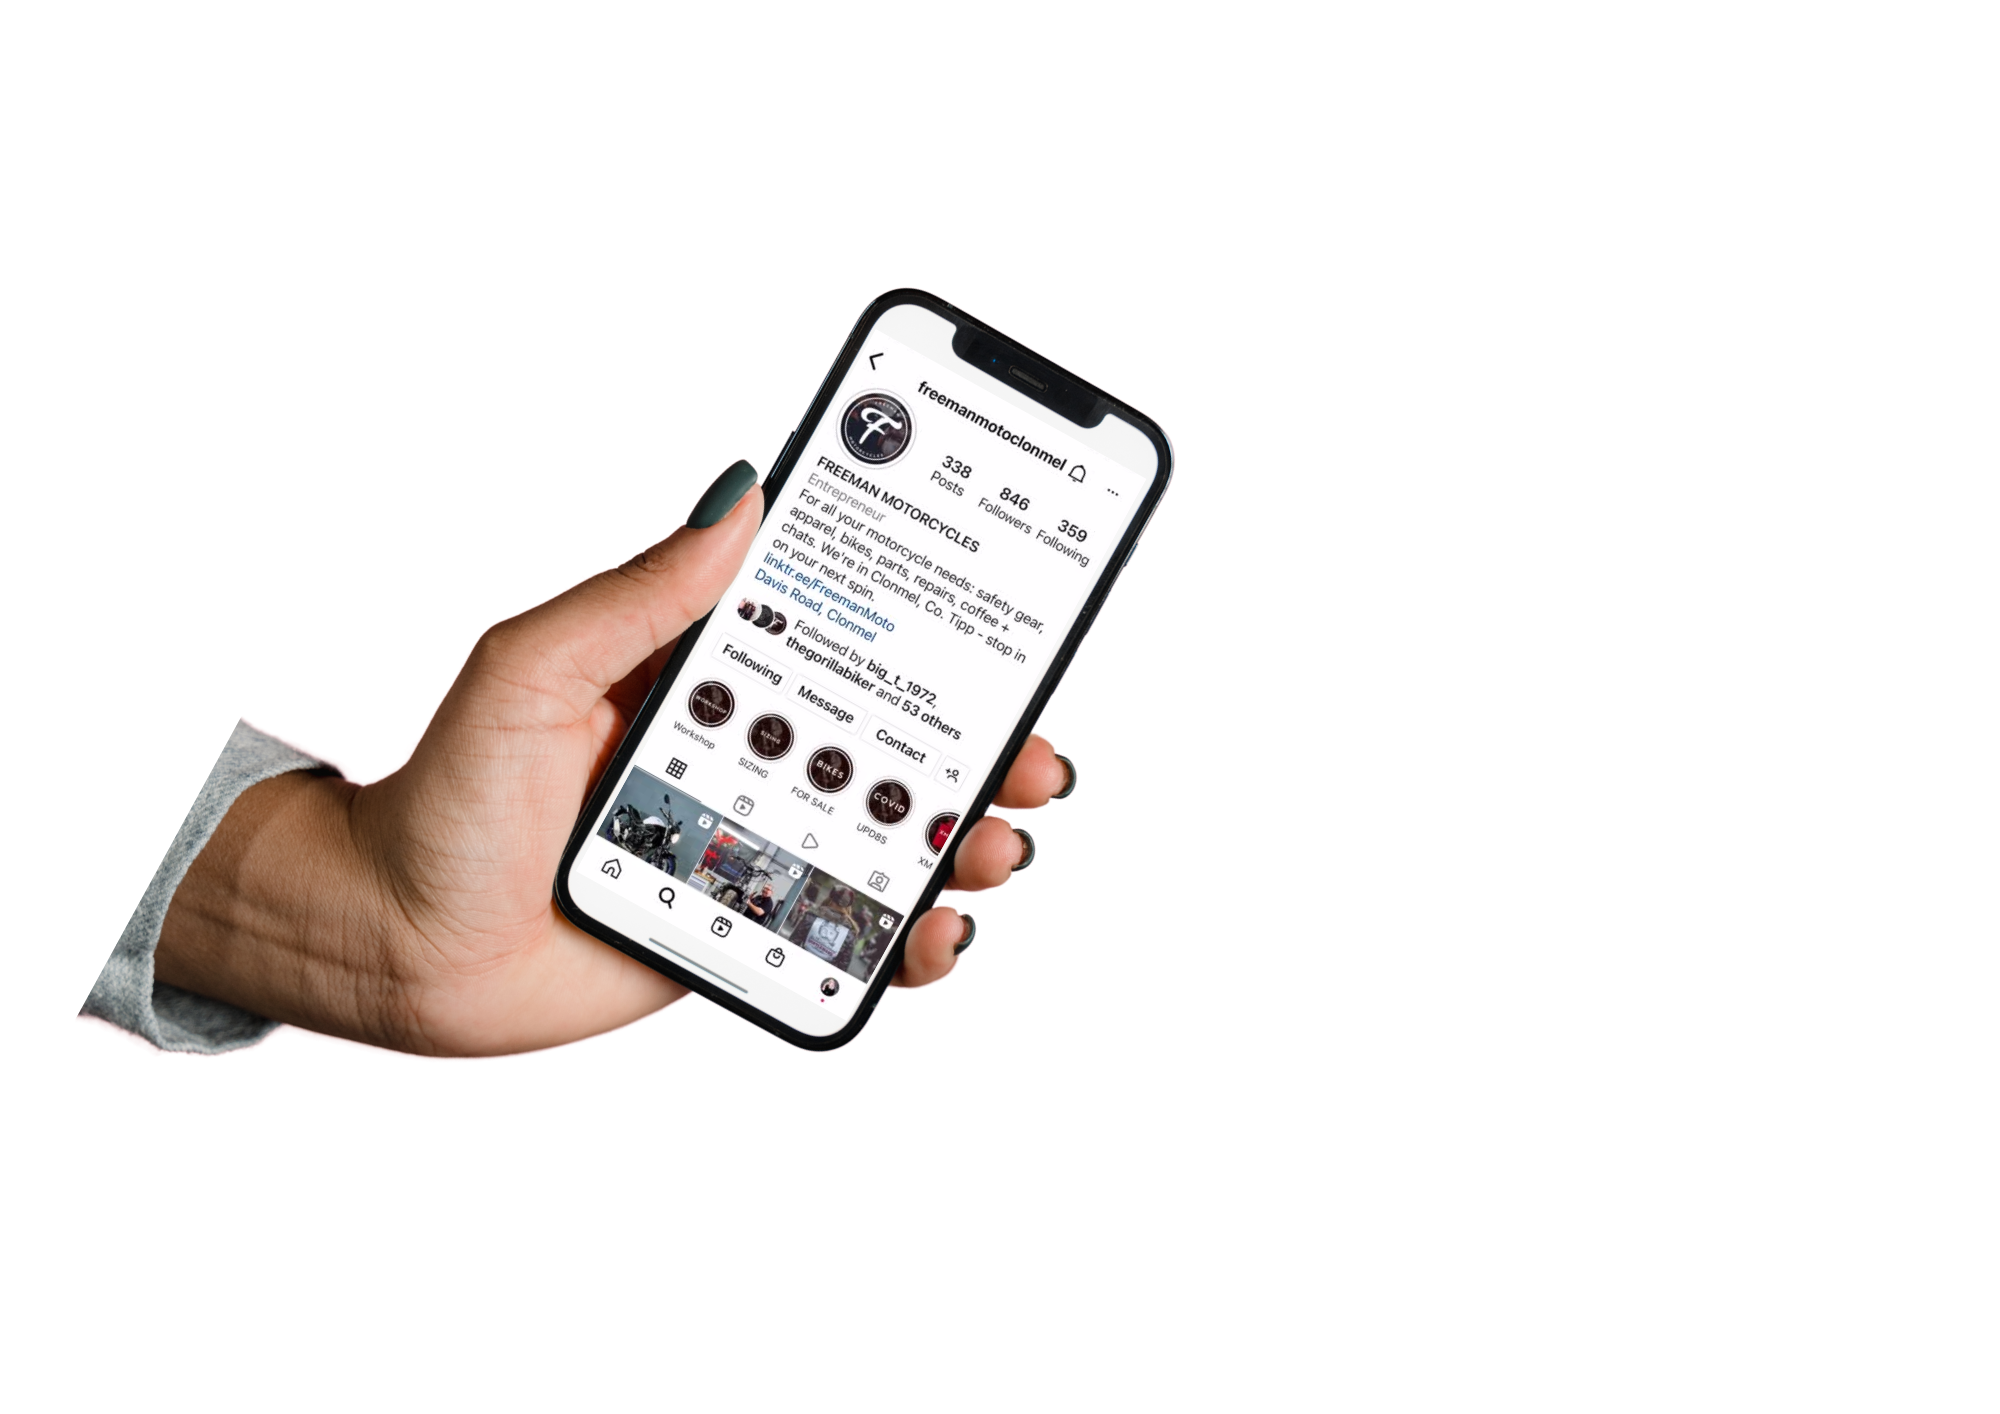 freemanmotoclonmel
338
Posts
846
Followers
359
Following
FREEMAN MOTORCYCLES
Entrepreneur
For all your motorcycle needs: safety gear,
apparel, bikes, parts, repairs, coffee +
chats. We're in Clonmel, Co. Tipp - stop in
on your next spin.
linktr.ee/FreemanMoto
Davis Road, Clonmel
Followed by big_t_1972,
thegorillabiker and 53 others
Following
Message
Contact
WORKSHOP
SIZING
BIKES
COVID
Workshop
SIZING
FOR SALE
UPD8S
XM